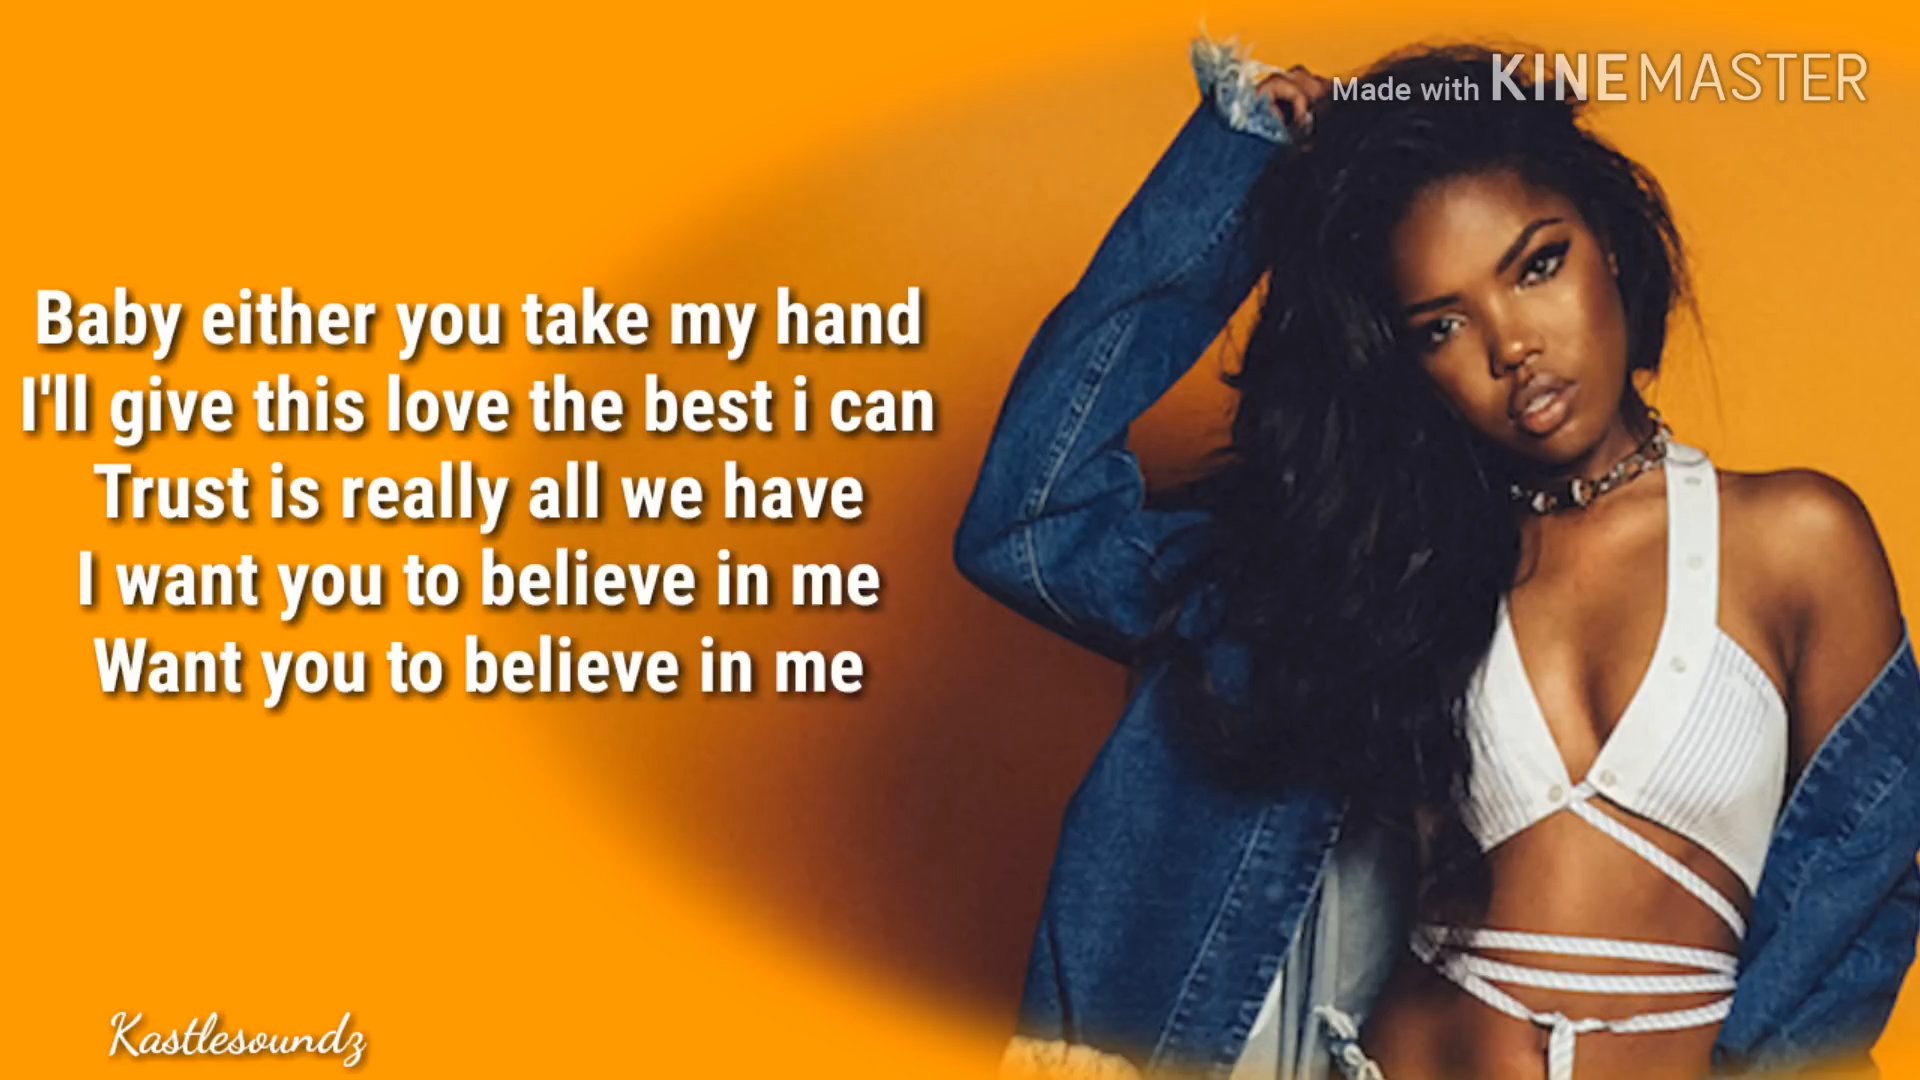 Made with KINEMASTER
Baby either you take my hand
I'll give this love the best i can
Trust is really all we have
I want you to believe in me
Want you to believe in me
Kastlesoundz